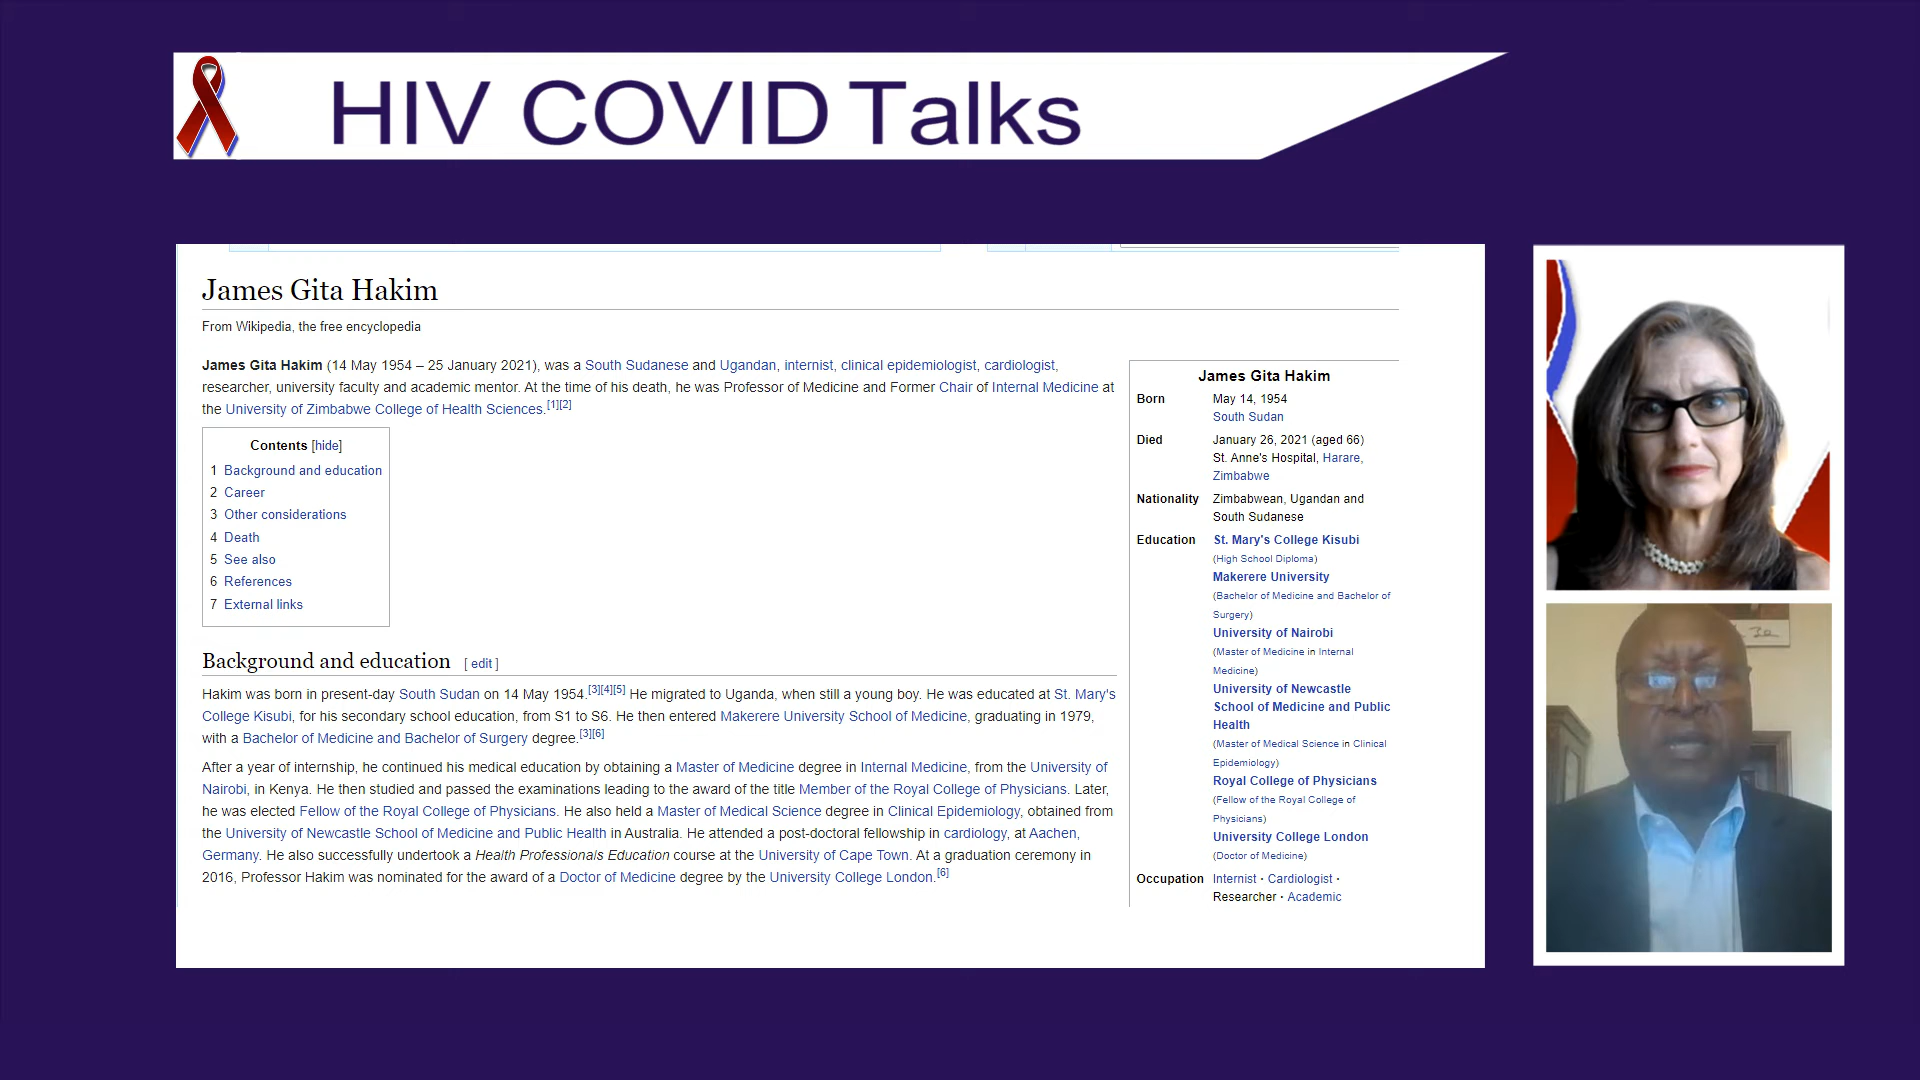 HIV COVID Talks
James Gita Hakim
From Wikipedia, the free encyclopedia
James Gita Hakim (14 May 1954 – 25 January 2021), was a South Sudanese and Ugandan, internist, clinical epidemiologist, cardiologist,
researcher, university faculty and academic mentor. At the time of his death, he was Professor of Medicine and Former Chair of Internal Medicine at
the University of Zimbabwe College of Health Sciences.[1][2]
Contents [hide]
1 Background and education
2 Career
3 Other considerations
4 Death
5 See also
6 References
7 External links
Background and education [ edit ]
Hakim was born in present-day South Sudan on 14 May 1954.[3][4][5] He migrated to Uganda, when still a young boy. He was educated at St. Mary's
College Kisubi, for his secondary school education, from S1 to S6. He then entered Makerere University School of Medicine, graduating in 1979,
with a Bachelor of Medicine and Bachelor of Surgery degree.[3][6]
After a year of internship, he continued his medical education by obtaining a Master of Medicine degree in Internal Medicine, from the University of
Nairobi, in Kenya. He then studied and passed the examinations leading to the award of the title Member of the Royal College of Physicians. Later,
he was elected Fellow of the Royal College of Physicians. He also held a Master of Medical Science degree in Clinical Epidemiology, obtained from
the University of Newcastle School of Medicine and Public Health in Australia. He attended a post-doctoral fellowship in cardiology, at Aachen,
Germany. He also successfully undertook a Health Professionals Education course at the University of Cape Town. At a graduation ceremony in
2016, Professor Hakim was nominated for the award of a Doctor of Medicine degree by the University College London.[6]
James Gita Hakim
Born May 14, 1954
South Sudan
Died January 26, 2021 (aged 66)
St. Anne's Hospital, Harare,
Zimbabwe
Nationality Zimbabwean, Ugandan and
South Sudanese
Education St. Mary's College Kisubi
(High School Diploma)
Makerere University
(Bachelor of Medicine and Bachelor of
Surgery)
University of Nairobi
(Master of Medicine in Internal
Medicine)
University of Newcastle
School of Medicine and Public
Health
(Master of Medical Science in Clinical
Epidemiology)
Royal College of Physicians
(Fellow of the Royal College of
Physicians)
University College London
(Doctor of Medicine)
Occupation Internist · Cardiologist ·
Researcher · Academic